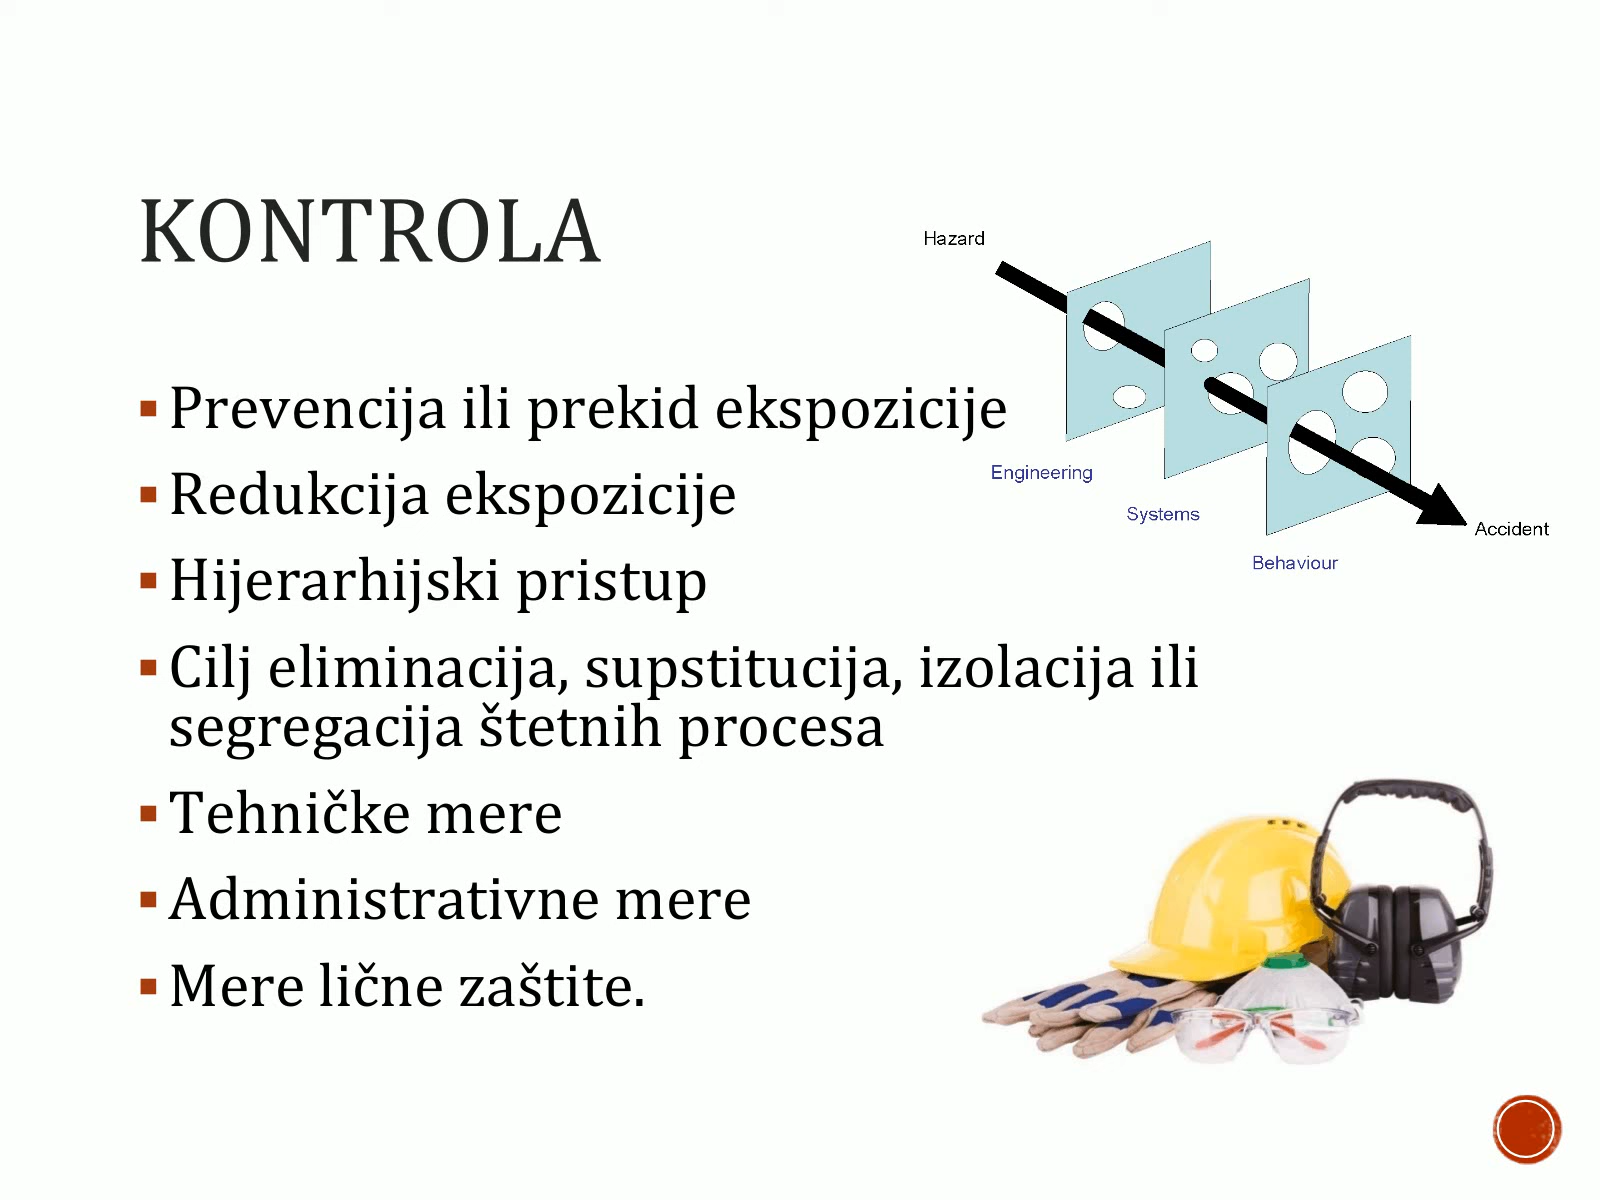 KONTROLA
Hazard
Prevencija ili prekid ekspozicije
Engineering
Redukcija ekspozicije
Systems
Accident
Behaviour
Hijerarhijski pristup
Cilj eliminacija, supstitucija, izolacija ili
segregacija štetnih procesa
Tehničke mere
Administrativne mere
Mere lične zaštite.